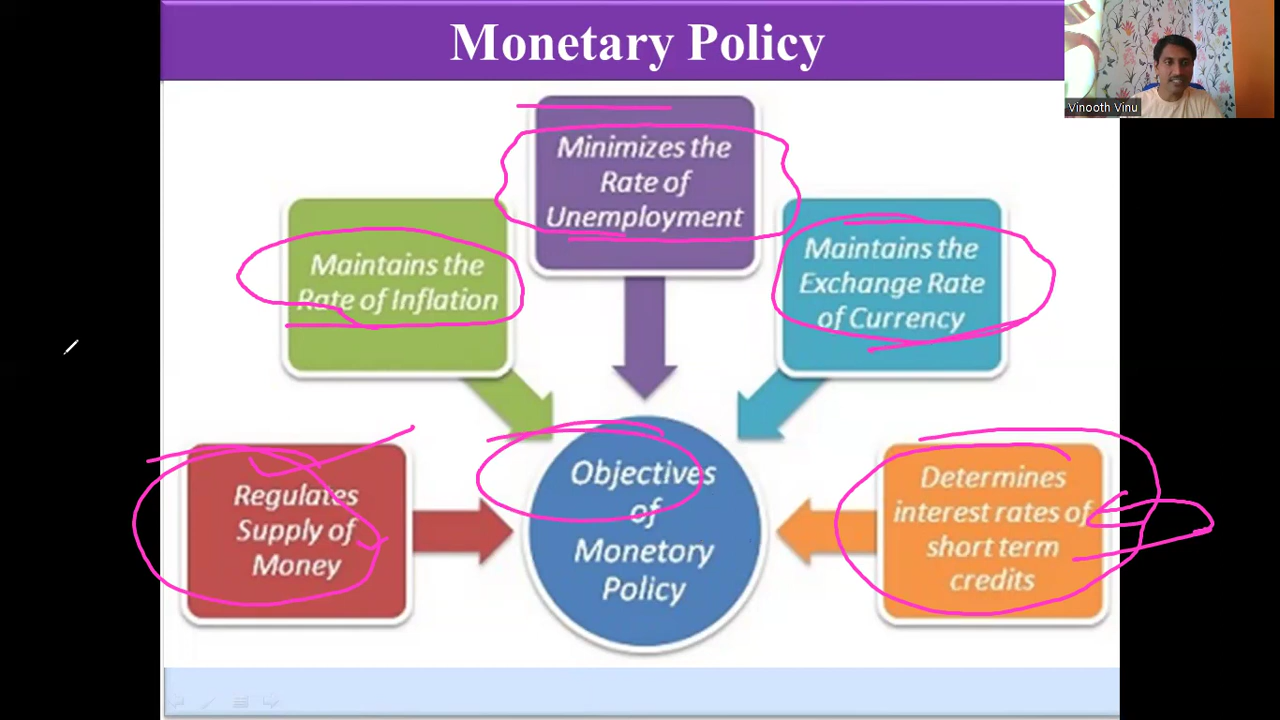 Monetary Policy
Vinooth Vinu
Minimizes the
Rate of
Unemployment
Maintains the
Rate of Inflation
Maintains the
Exchange Rate
of Currency
Regulates
Supply of
Money
Objectives
of
Monetory
Policy
Determines
interest rates of
short term
credits